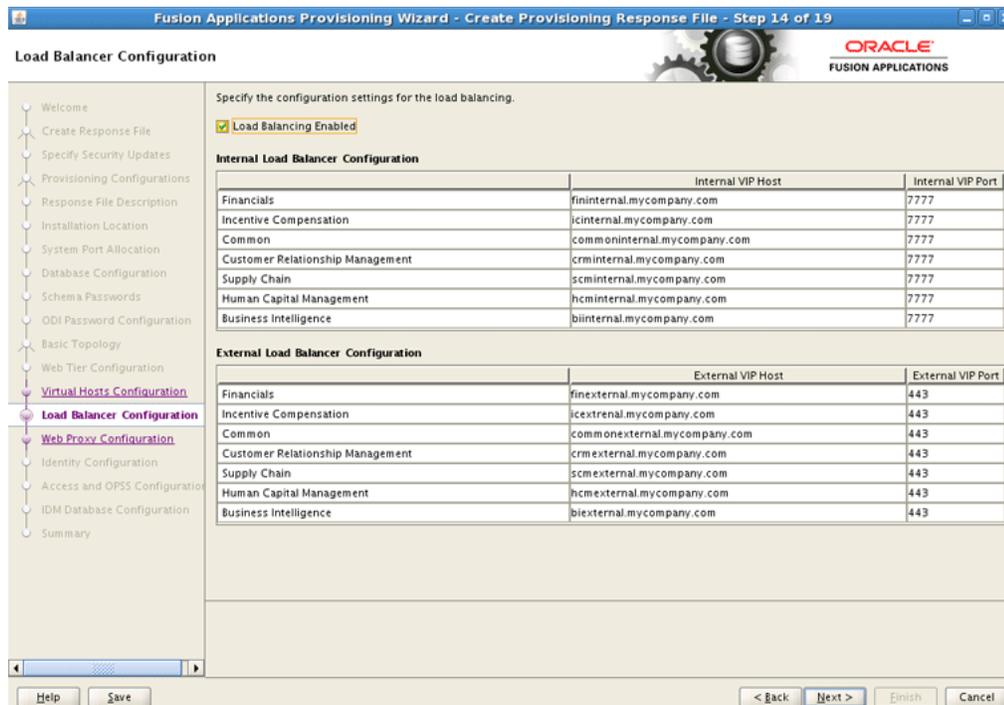 Fusion Applications Provisioning Wizard - Create Provisioning Response File - Step 14 of 19
Load Balancer Configuration
ORACLE
FUSION APPLICATIONS
Welcome
Create Response File
Specify Security Updates
Provisioning Configurations
Response File Description
Installation Location
System Port Allocation
Database Configuration
Schema Passwords
ODI Password Configuration
Basic Topology
Web Tier Configuration
Virtual Hosts Configuration
Load Balancer Configuration
Web Proxy Configuration
Identity Configuration
Access and OPSS Configuration
IDM Database Configuration
Summary
Specify the configuration settings for the load balancing.
Load Balancing Enabled
Internal Load Balancer Configuration
Internal VIP Host Internal VIP Port
Financials fininternal.mycompany.com 7777
Incentive Compensation icinternal.mycompany.com 7777
Common commoninternal.mycompany.com 7777
Customer Relationship Management crminternal.mycompany.com 7777
Supply Chain scminternal.mycompany.com 7777
Human Capital Management hcminternal.mycompany.com 7777
Business Intelligence biinternal.mycompany.com 7777
External Load Balancer Configuration
External VIP Host External VIP Port
Financials finexternal.mycompany.com 443
Incentive Compensation icextrenal.mycompany.com 443
Common commonexternal.mycompany.com 443
Customer Relationship Management crmexternal.mycompany.com 443
Supply Chain scmexternal.mycompany.com 443
Human Capital Management hcmexternal.mycompany.com 443
Business Intelligence biexternal.mycompany.com 443
Help Save < Back Next > Finish Cancel